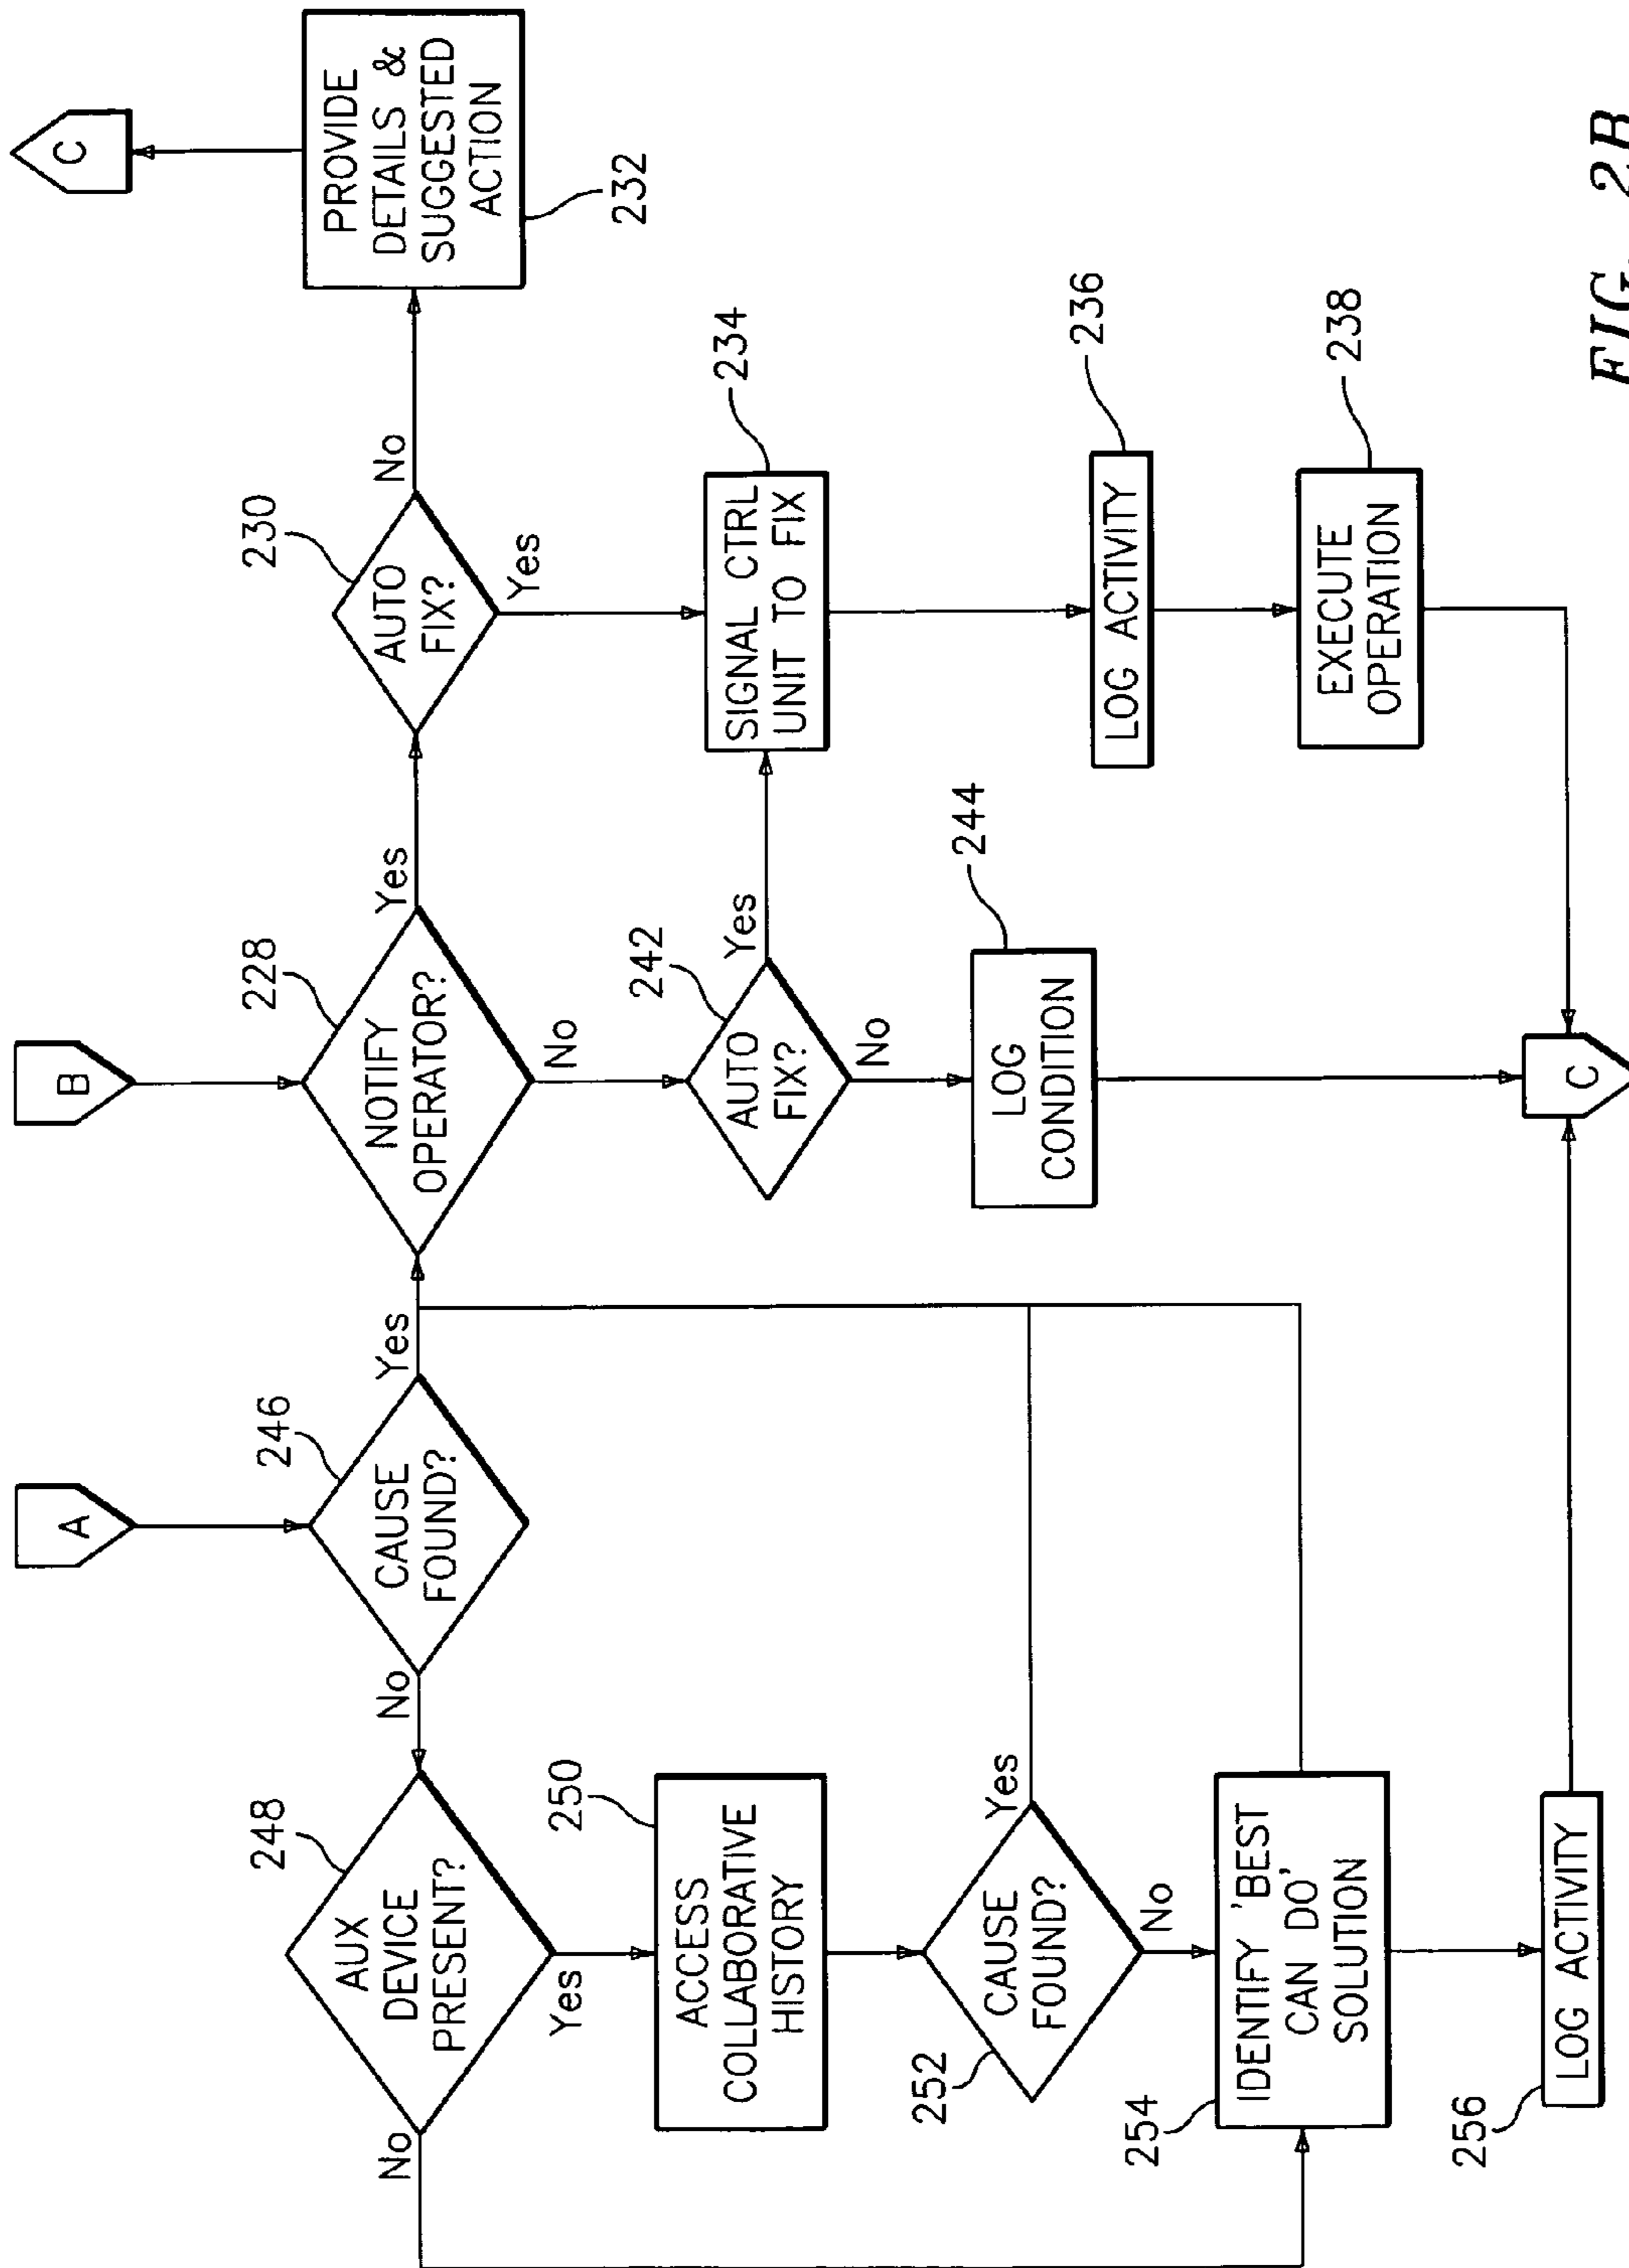 A
B
C
246
CAUSE
FOUND?
Yes
No
228
NOTIFY
OPERATOR?
Yes
No
230
AUTO
FIX?
No
Yes
PROVIDE
DETAILS &
SUGGESTED
ACTION
232
248
AUX
DEVICE
PRESENT?
No
Yes
250
ACCESS
COLLABORATIVE
HISTORY
242
AUTO
FIX?
Yes
No
SIGNAL CTRL
UNIT TO FIX
234
252
CAUSE
FOUND?
Yes
No
LOG
CONDITION
244
LOG ACTIVITY
236
254
IDENTIFY 'BEST
CAN DO'
SOLUTION
EXECUTE
OPERATION
238
256
LOG ACTIVITY
C
FIG. 2B